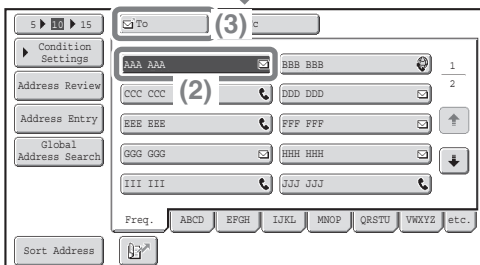 5 10 15
To
(3)
c
Condition
Settings
AAA AAA
BBB BBB
1
2
Address Review
CCC CCC
(2)
DDD DDD
Address Entry
EEE EEE
FFF FFF
Global
Address Search
GGG GGG
HHH HHH
III III
JJJ JJJ
Freq.
ABCD
EFGH
IJKL
MNOP
QRSTU
VWXYZ
etc.
Sort Address